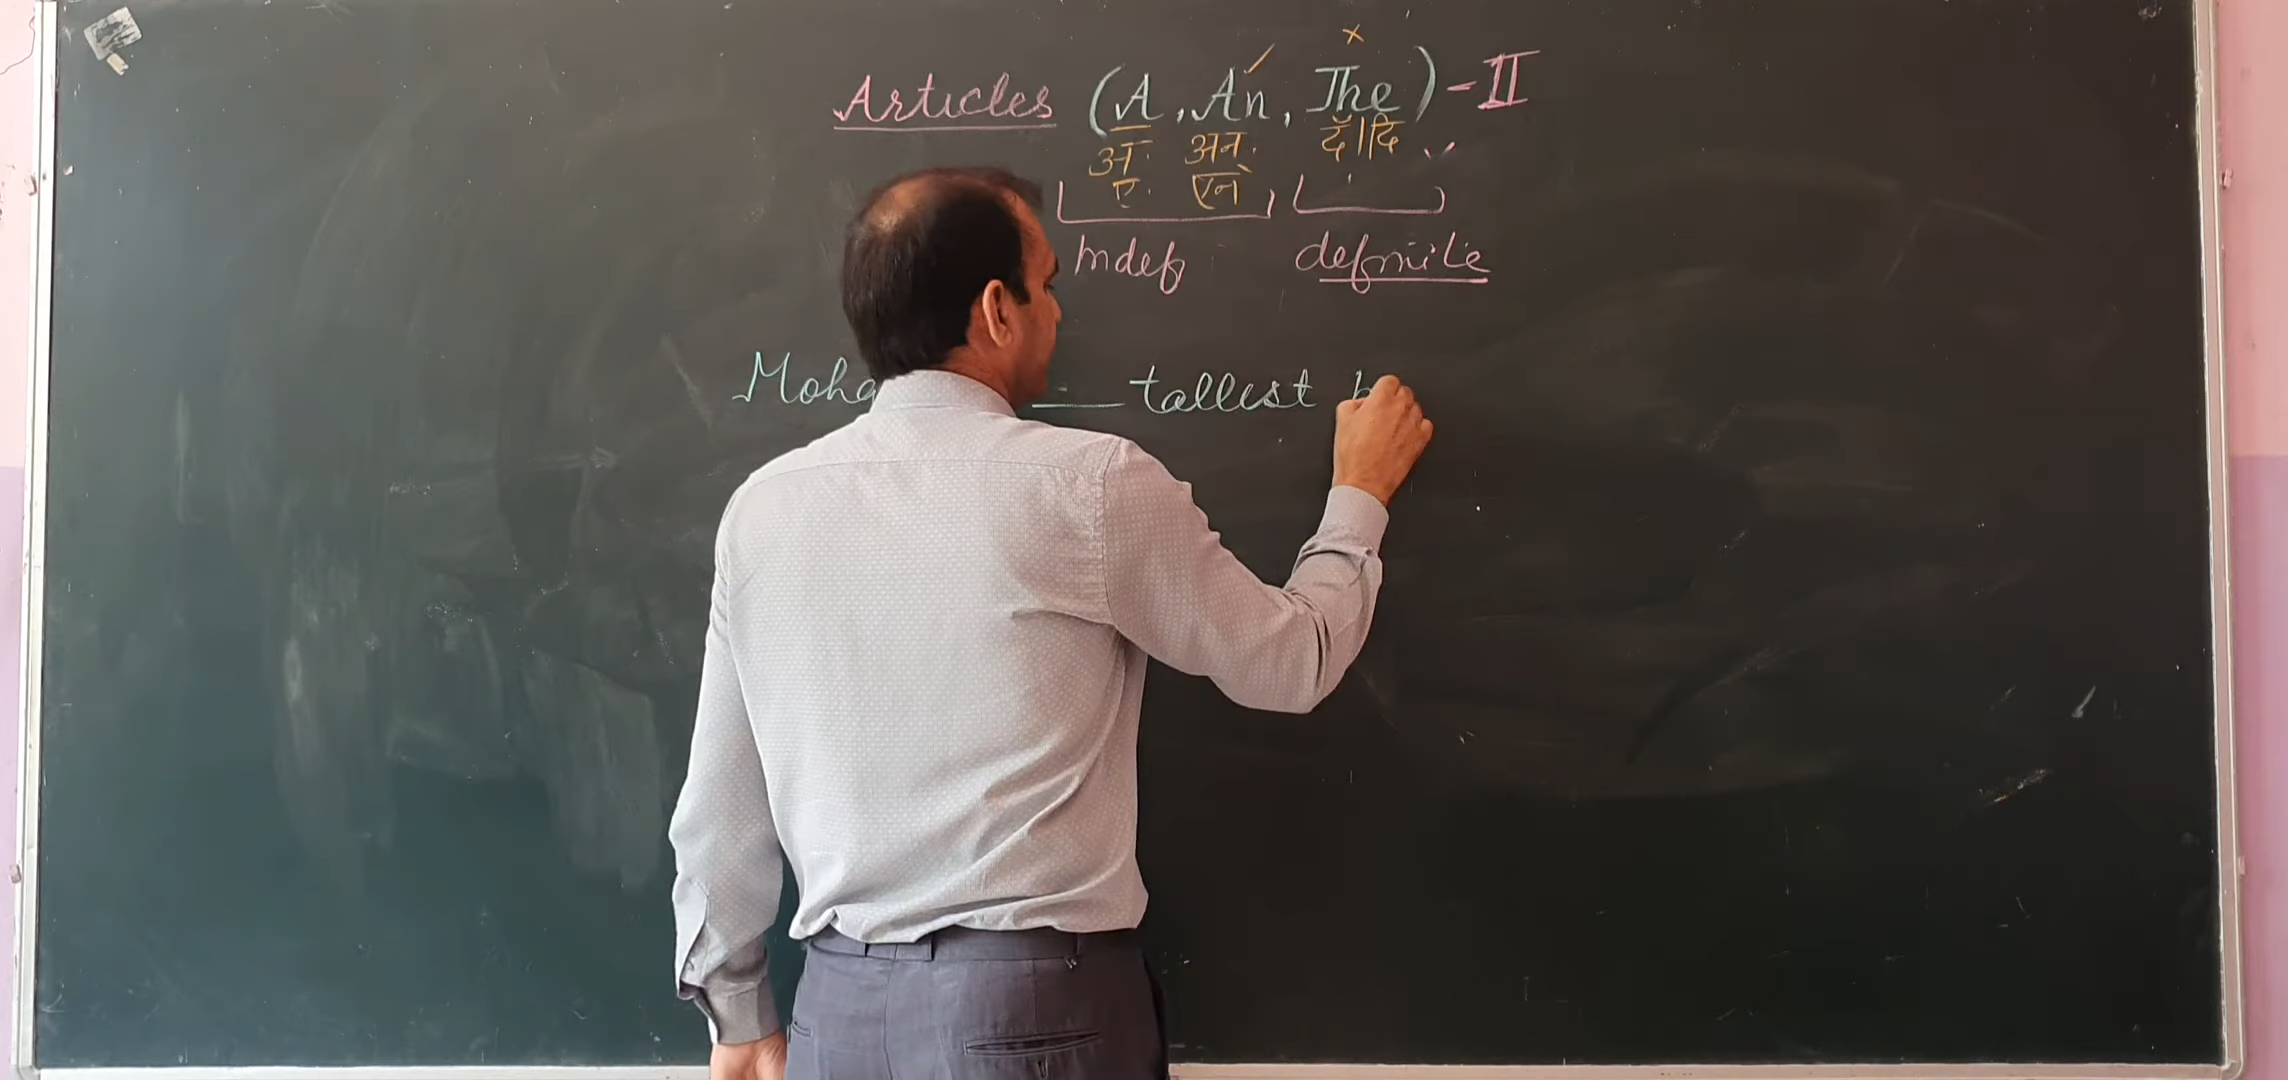 Articles (A, An, The) - II
अ. अन. दॅ/दि
ए. एन
Indef definite
Moha — tallest b